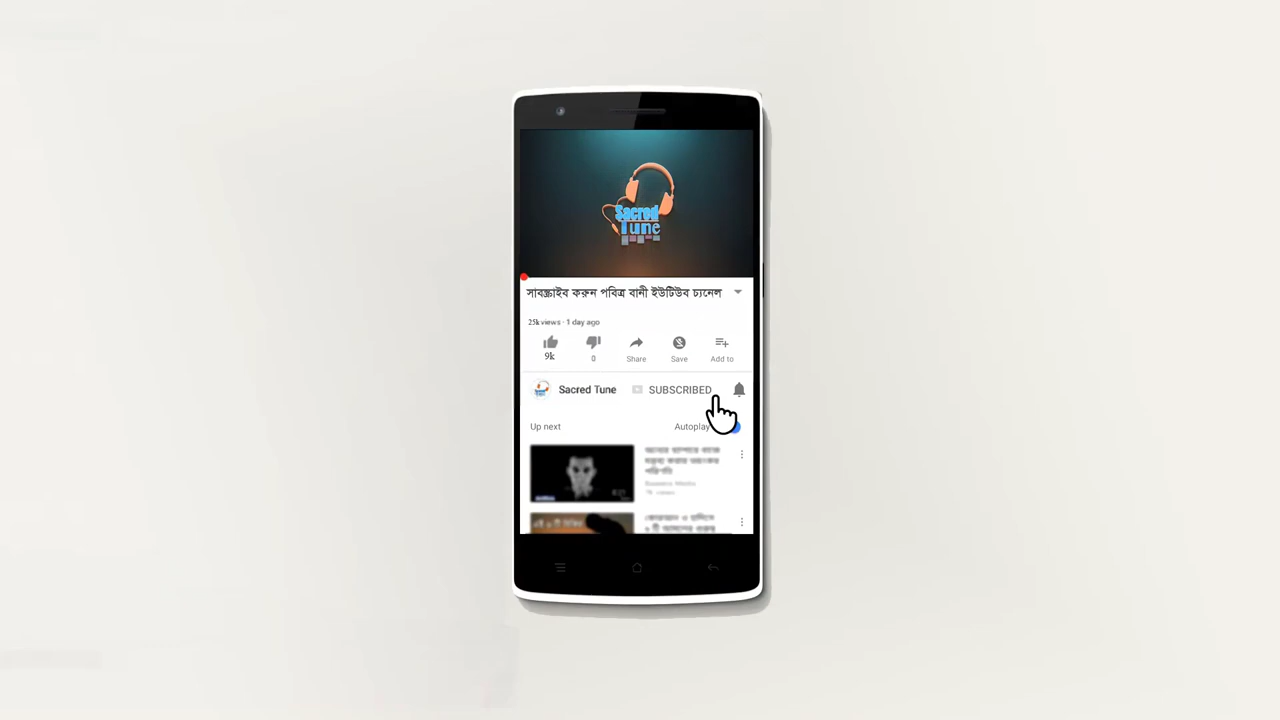 Sacred
Tune
সাবস্ক্রাইব করুন পবিত্র বানী ইউটিউব চ্যনেল
25k views · 1 day ago
9k
0
Share
Save
Add to
Sacred Tune
SUBSCRIBED
Up next
Autoplay